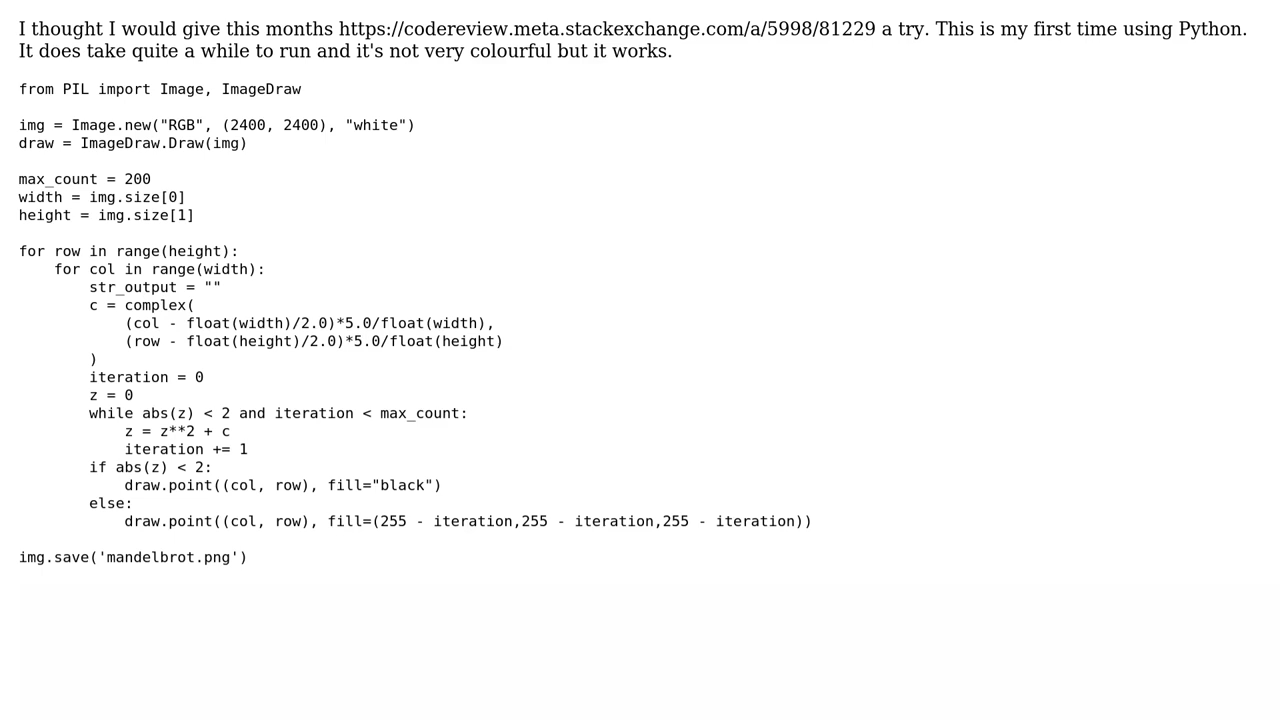 I thought I would give this months https://codereview.meta.stackexchange.com/a/5998/81229 a try. This is my first time using Python.
It does take quite a while to run and it's not very colourful but it works.
from PIL import Image, ImageDraw
img = Image.new("RGB", (2400, 2400), "white")
draw = ImageDraw.Draw(img)
max_count = 200
width = img.size[0]
height = img.size[1]
for row in range(height):
    for col in range(width):
        str_output = ""
        c = complex(
            (col - float(width)/2.0)*5.0/float(width),
            (row - float(height)/2.0)*5.0/float(height)
        )
        iteration = 0
        z = 0
        while abs(z) < 2 and iteration < max_count:
            z = z**2 + c
            iteration += 1
        if abs(z) < 2:
            draw.point((col, row), fill="black")
        else:
            draw.point((col, row), fill=(255 - iteration,255 - iteration,255 - iteration))
img.save('mandelbrot.png')